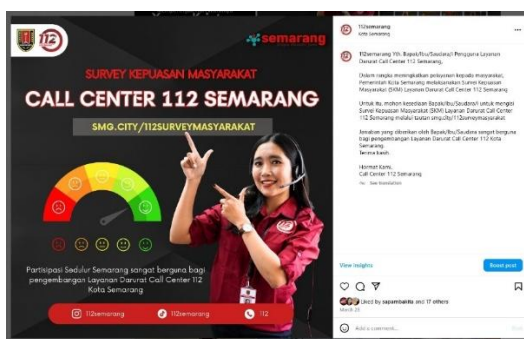 112
semarang
SURVEY KEPUASAN MASYARAKAT
CALL CENTER 112 SEMARANG
SMG.CITY/112SURVEYMASYARAKAT
Partisipasi Sedulur Semarang sangat berguna bagi
pengembangan Layanan Darurat Call Center 112
Kota Semarang
112semarang
112semarang
112
112semarang
Kota Semarang
112semarang Yth. Bapak/Ibu/Saudara/i Pengguna Layanan
Darurat Call Center 112 Semarang,
Dalam rangka meningkatkan pelayanan kepada masyarakat,
Pemerintah Kota Semarang melaksanakan Survei Kepuasan
Masyarakat (SKM) Layanan Darurat Call Center 112 Semarang
Untuk itu, mohon kesediaan Bapak/Ibu/Saudara/i untuk mengisi
Survei Kepuasan Masyarakat (SKM) Layanan Darurat Call Center
112 Semarang melalui tautan smg.city/112surveymasyarakat
Jawaban yang diberikan oleh Bapak/Ibu/Saudara sangat berguna
bagi pengembangan Layanan Darurat Call Center 112 Kota
Semarang.
Terima kasih.
Hormat Kami,
Call Center 112 Semarang
See translation
View insights
Boost post
Liked by sapambakita and 17 others
March 25
Add a comment...